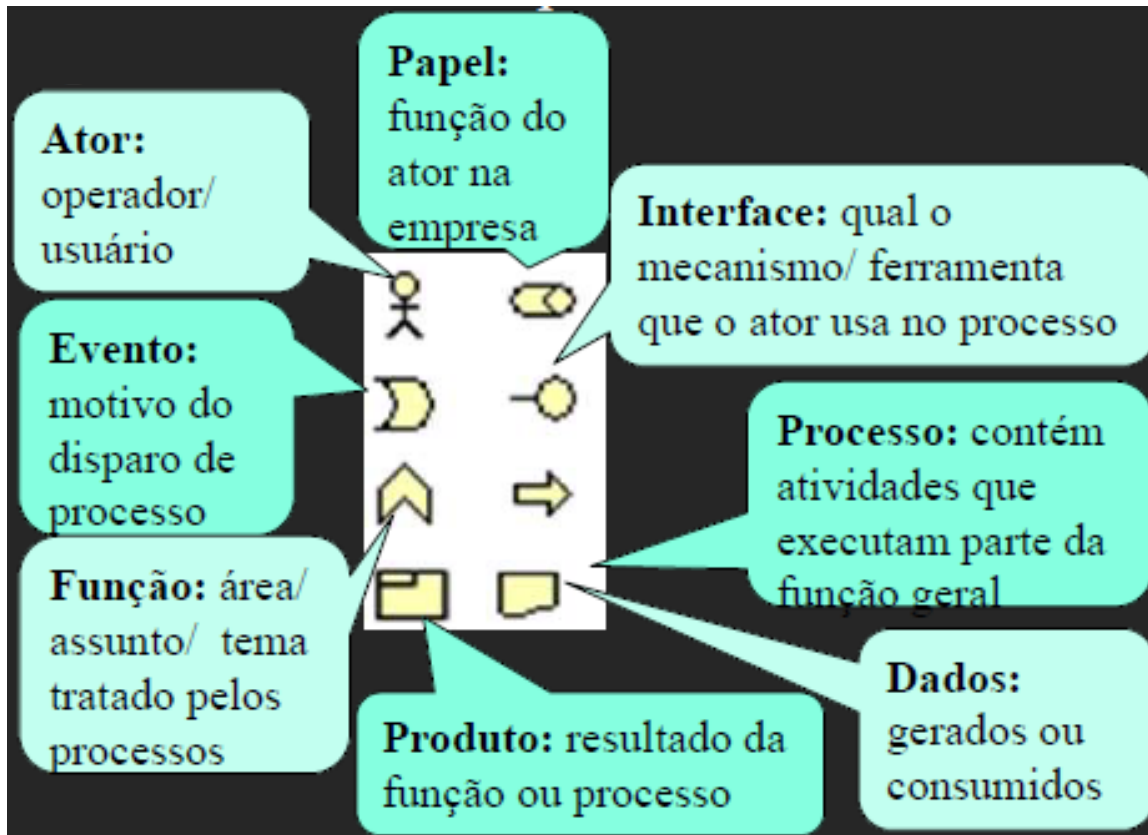 Papel:
função do
ator na
empresa
Ator:
operador/
usuário
Interface: qual o
mecanismo/ ferramenta
que o ator usa no processo
Evento:
motivo do
disparo de
processo
Processo: contém
atividades que
executam parte da
função geral
Função: área/
assunto/ tema
tratado pelos
processos
Dados:
gerados ou
consumidos
Produto: resultado da
função ou processo